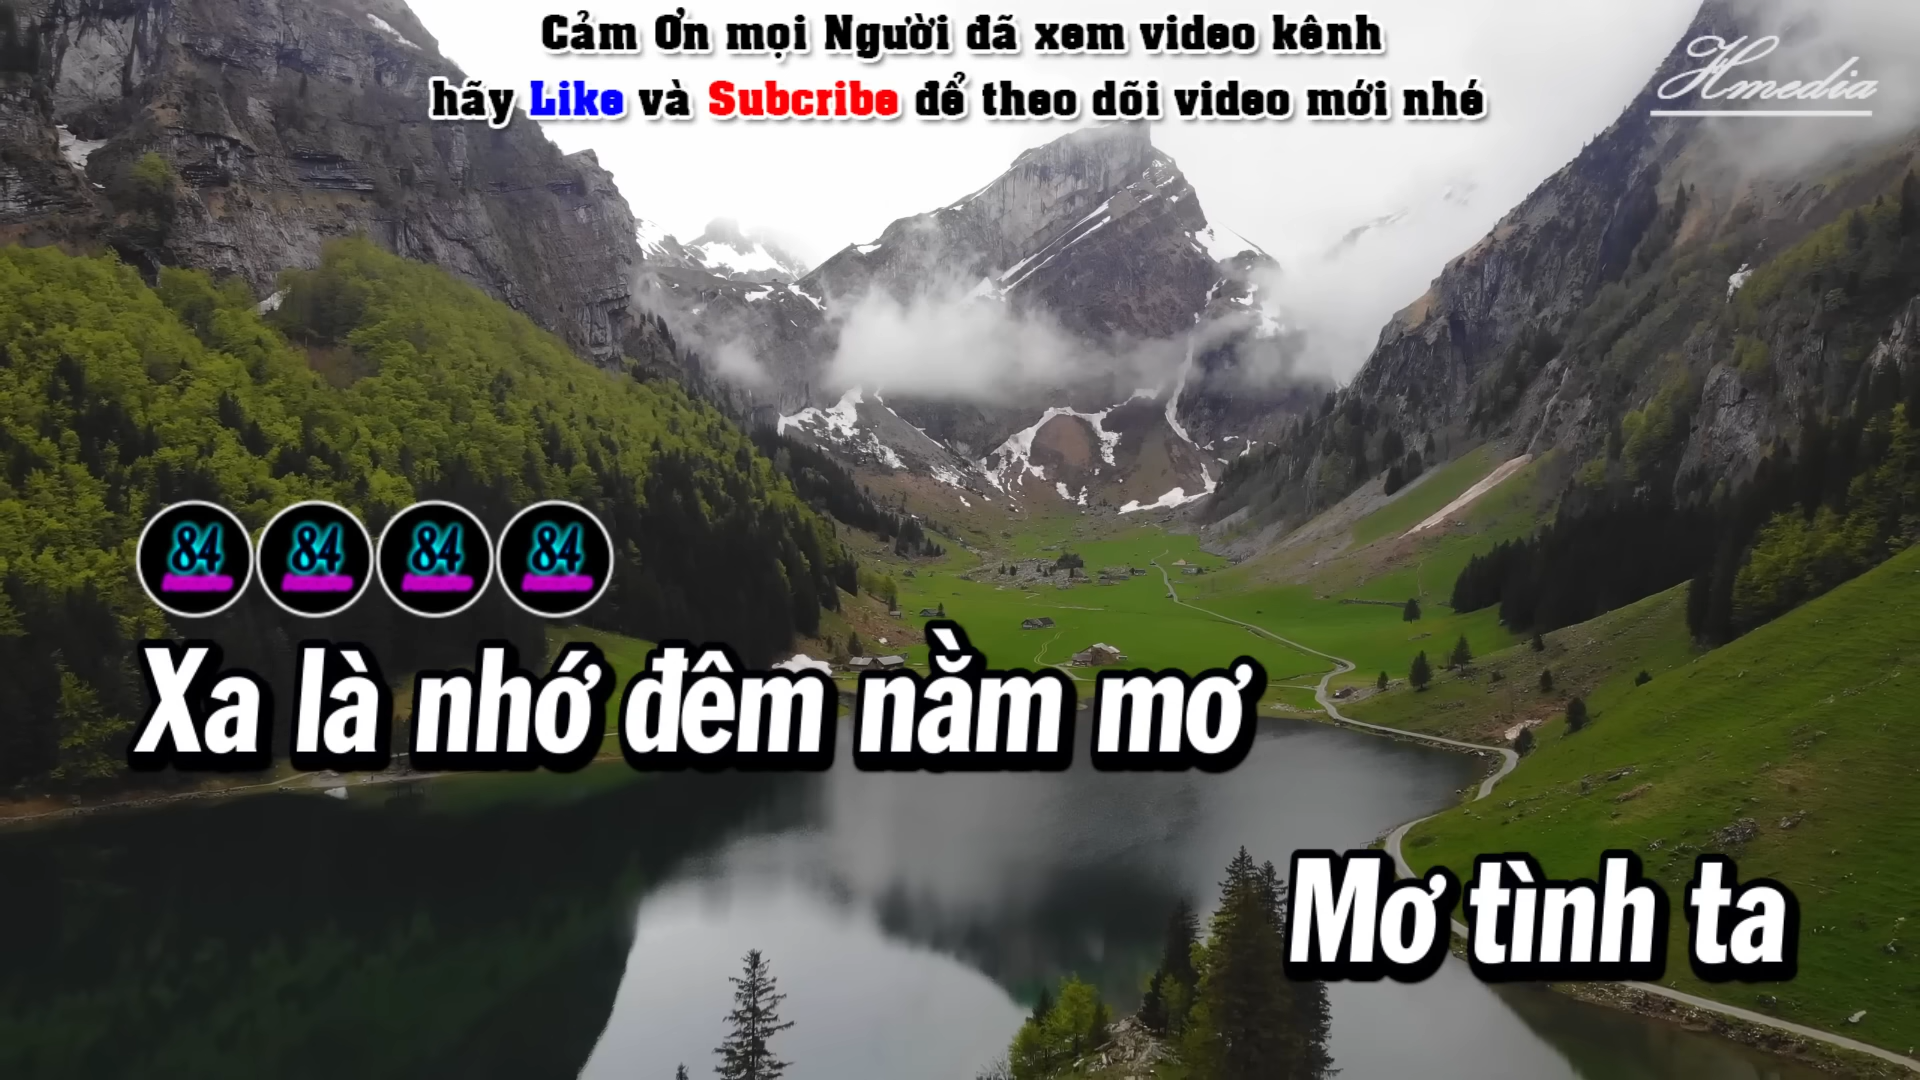 Cảm Ơn mọi Người đã xem video kênh
hãy Like và Subcribe để theo dõi video mới nhé
Hmedia
84 84 84 84
Xa là nhớ đêm nằm mơ
Mơ tình ta